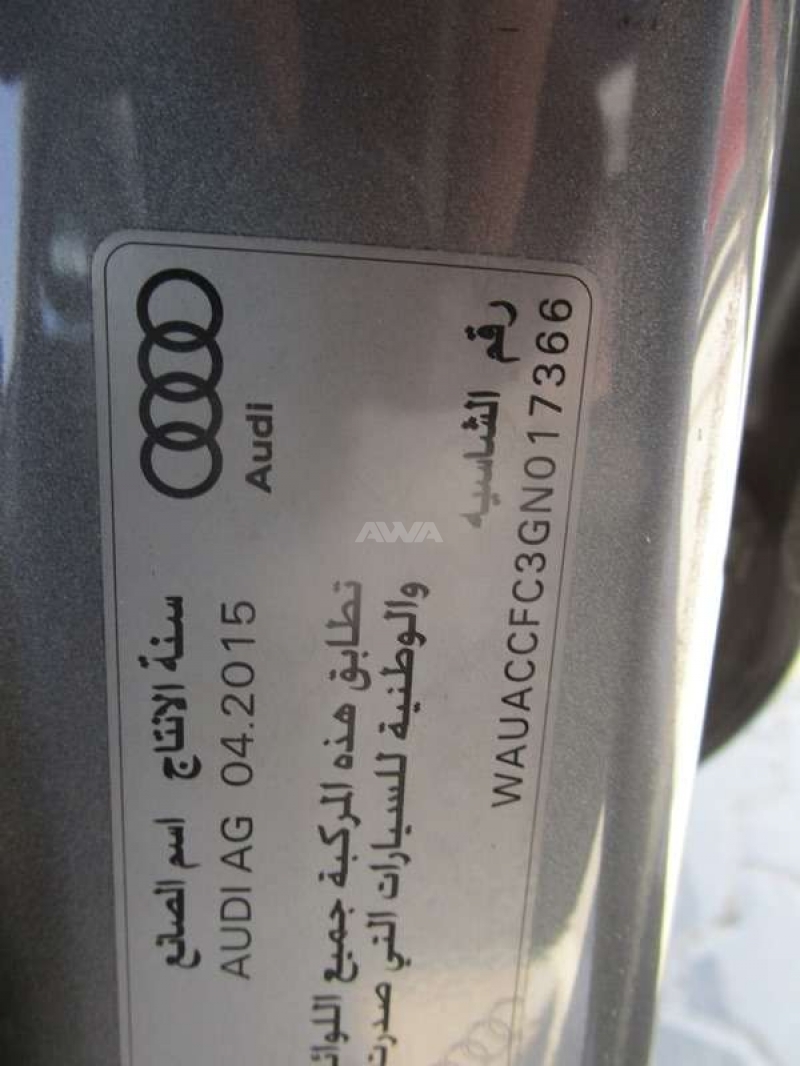 Audi
اسم الصانع سنة الانتاج
AUDI AG 04.2015
تطابق هذه المركبة جميع
والوطنية للسيارات التي صدرت
رقم الشاسيه
WAUACCFC3GN017366
AWA